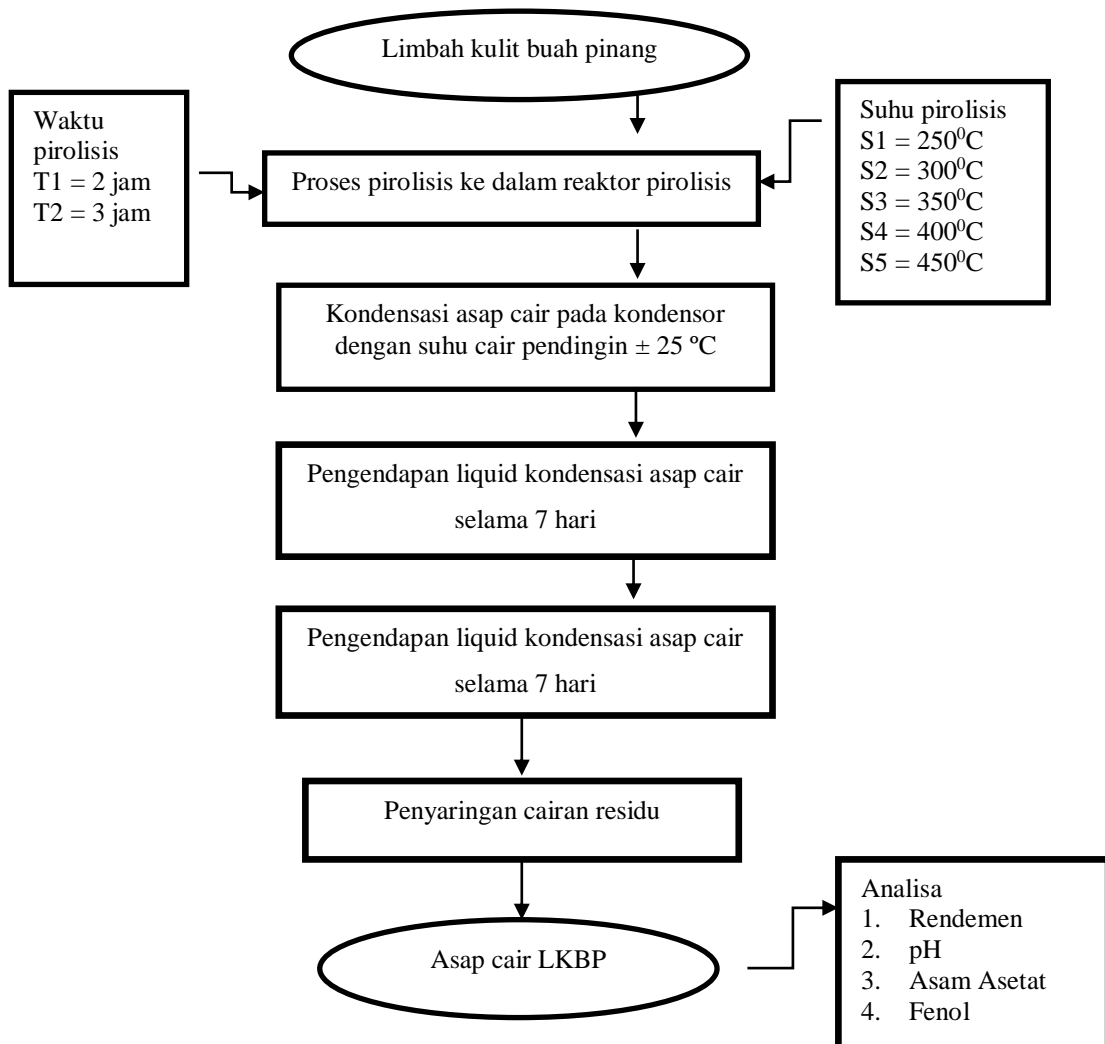 Limbah kulit buah pinang
Waktu
pirolisis
T1 = 2 jam
T2 = 3 jam
Suhu pirolisis
S1 = 250⁰C
S2 = 300⁰C
S3 = 350⁰C
S4 = 400⁰C
S5 = 450⁰C
Proses pirolisis ke dalam reaktor pirolisis
Kondensasi asap cair pada kondensor
dengan suhu cair pendingin ± 25 ºC
Pengendapan liquid kondensasi asap cair
selama 7 hari
Pengendapan liquid kondensasi asap cair
selama 7 hari
Penyaringan cairan residu
Asap cair LKBP
Analisa
1. Rendemen
2. pH
3. Asam Asetat
4. Fenol